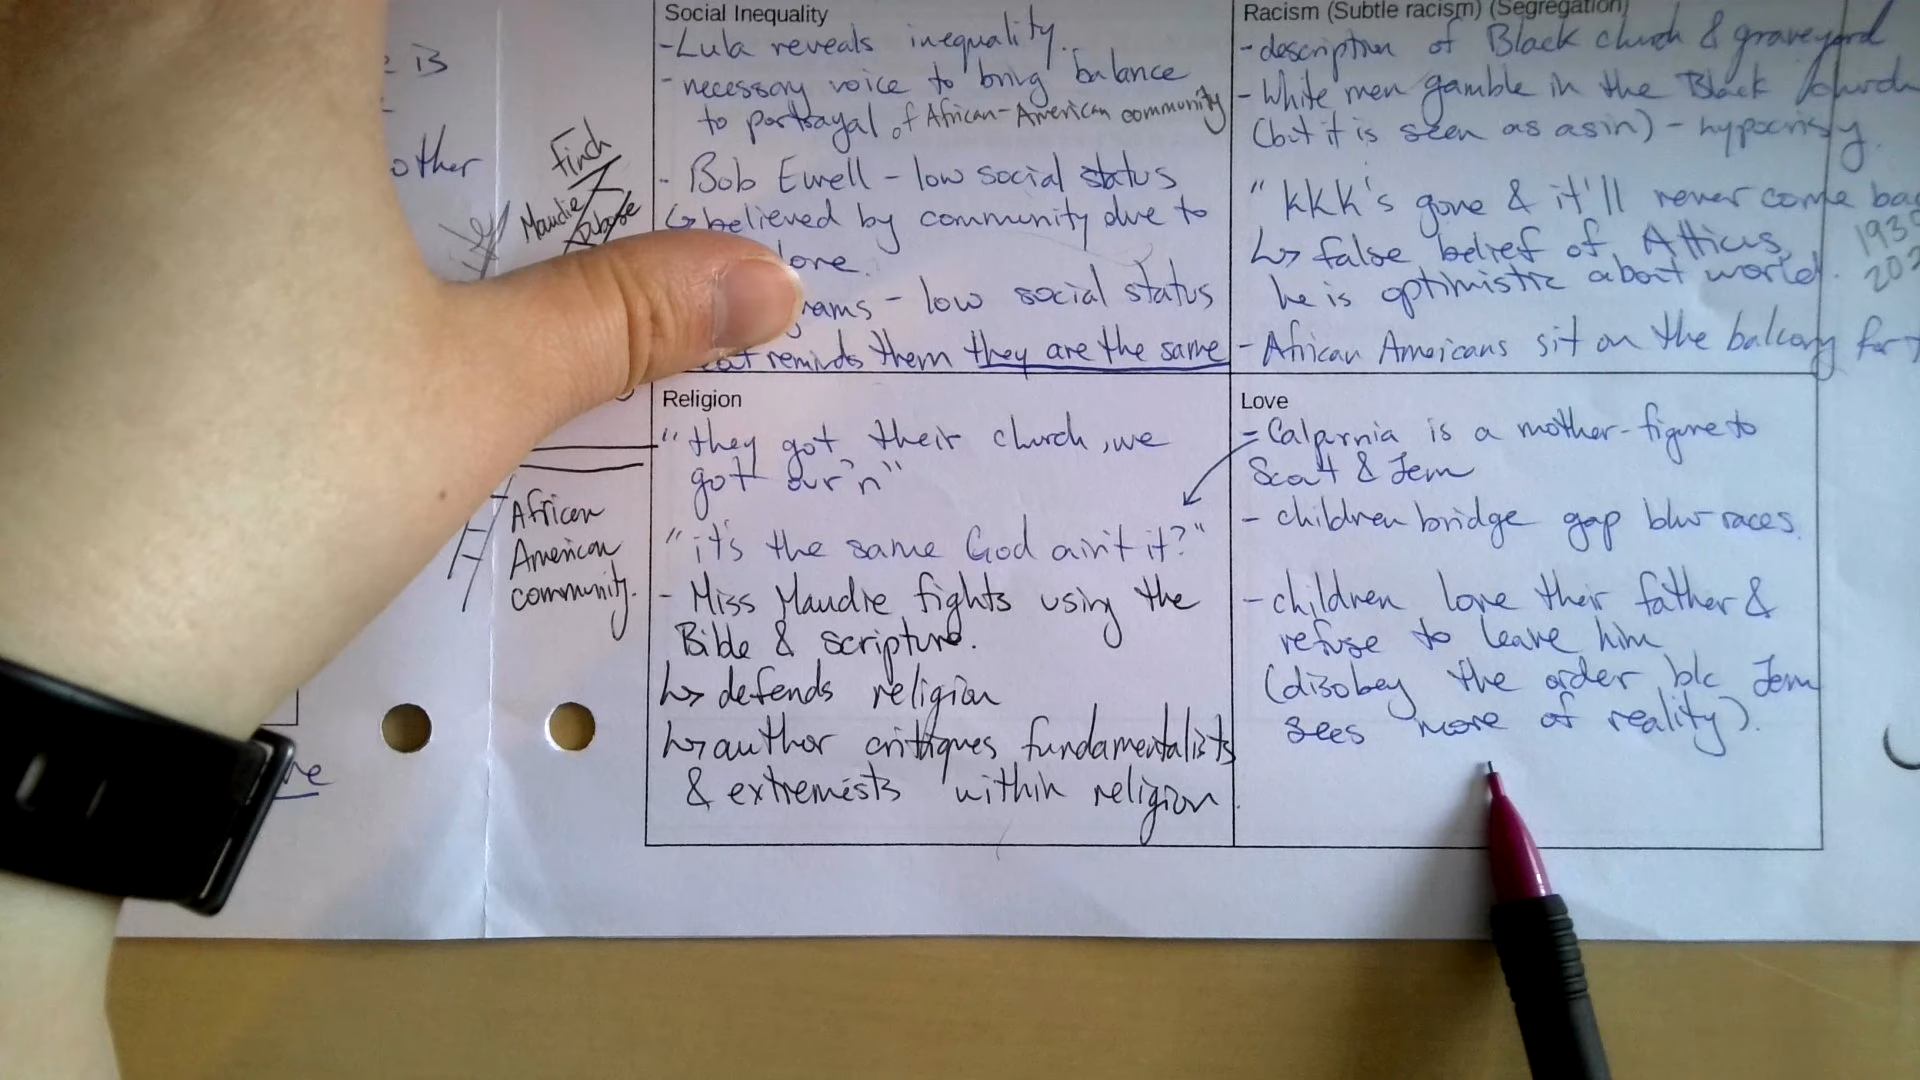 Social Inequality
-Lula reveals inequality.
-necessary voice to bring balance
to portrayal of African-American community
- Bob Ewell - low social status
↳ believed by community due to
- low social status
reminds them they are the same
Racism (Subtle racism) (Segregation)
-description of Black church & graveyard
-White men gamble in the Black church
(but it is seen as a sin) - hypocrisy.
"KKK's gone & it'll never come
↳ false belief of Atticus,
he is optimistic about world.
- African Americans sit on the balcony for
Religion
"they got their church, we
got our'n"
"it's the same God ain't it?"
- Miss Maudie fights using the
Bible & scripture.
↳ defends religion
↳ author critiques fundamentalists
& extremists within religion.
Love
- Calpurnia is a mother-figure to
Scout & Jem
- children bridge gap blur races.
- children love their father &
refuse to leave him
(disobey the order b/c Jem
sees more of reality).
is
other
Finch
Maudie
African
American
community.